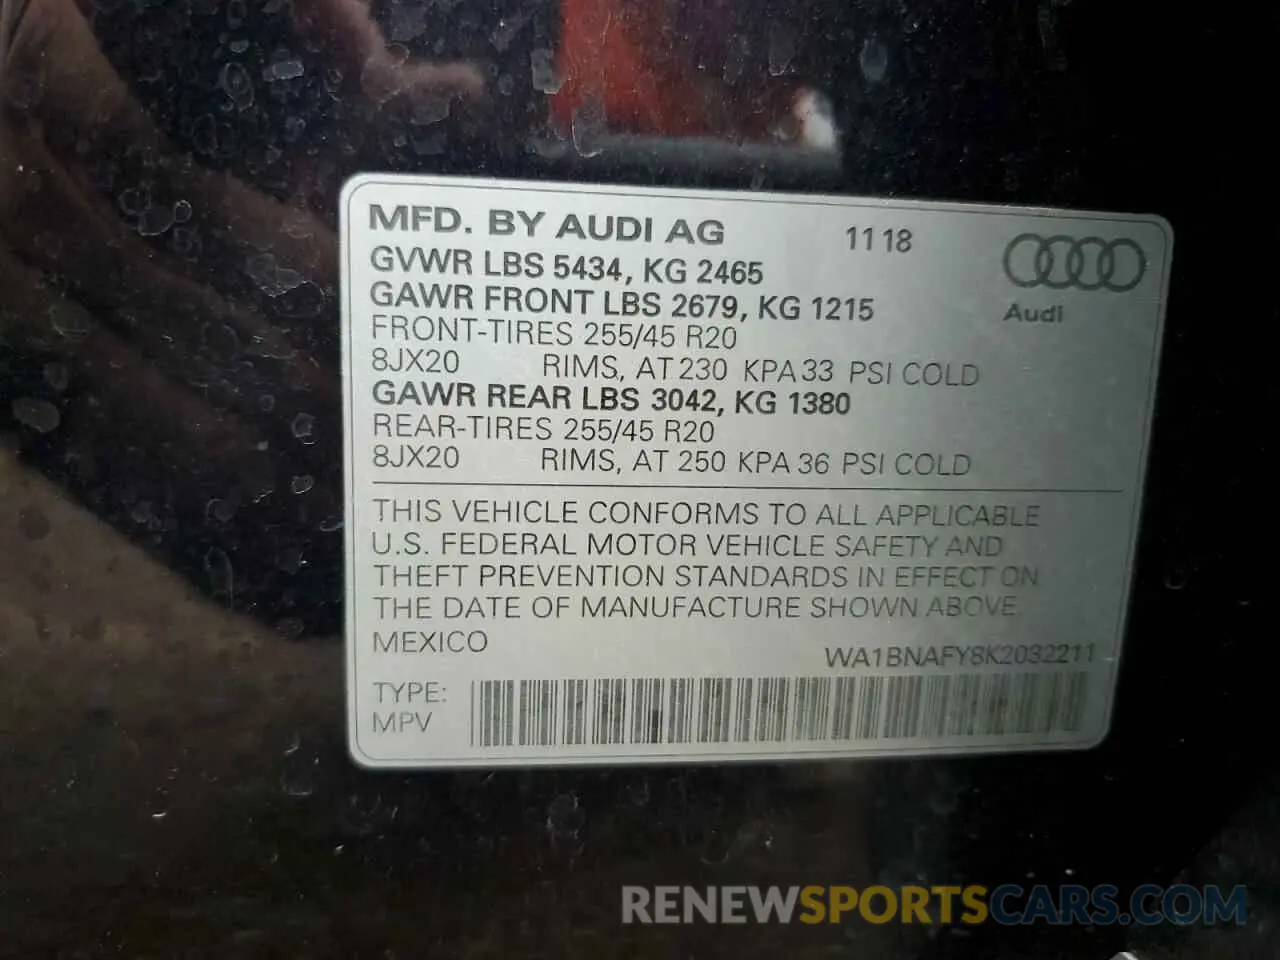 MFD. BY AUDI AG 11 18
GVWR LBS 5434, KG 2465
GAWR FRONT LBS 2679, KG 1215
Audi
FRONT-TIRES 255/45 R20
8JX20 RIMS, AT 230 KPA 33 PSI COLD
GAWR REAR LBS 3042, KG 1380
REAR-TIRES 255/45 R20
8JX20 RIMS, AT 250 KPA 36 PSI COLD
THIS VEHICLE CONFORMS TO ALL APPLICABLE
U.S. FEDERAL MOTOR VEHICLE SAFETY AND
THEFT PREVENTION STANDARDS IN EFFECT ON
THE DATE OF MANUFACTURE SHOWN ABOVE.
MEXICO
WA1BNAFY8K2032211
TYPE:
MPV
RENEWSPORTSCARS.COM